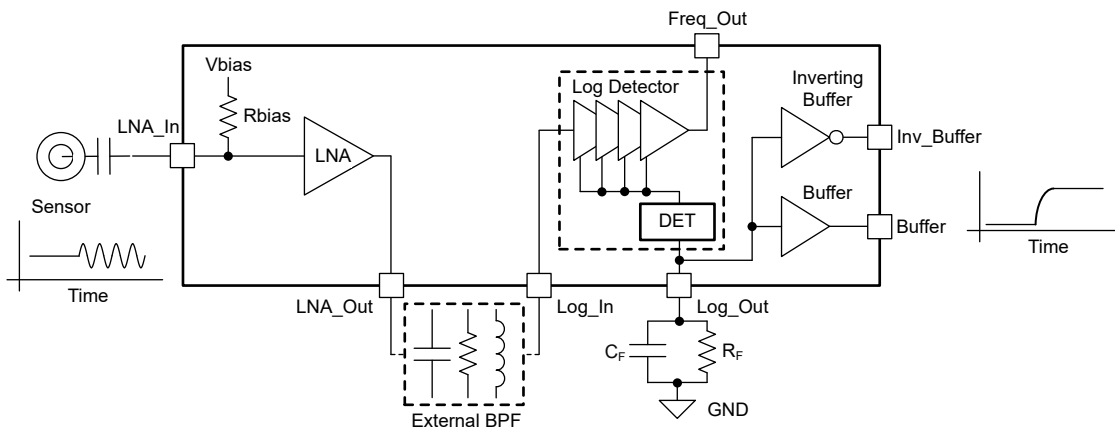 Freq_Out
Vbias
Rbias
Log Detector
Inverting
Buffer
LNA_In
LNA
Inv_Buffer
Sensor
DET
Buffer
Buffer
Time
Time
LNA_Out
Log_In
Log_Out
CF
RF
External BPF
GND